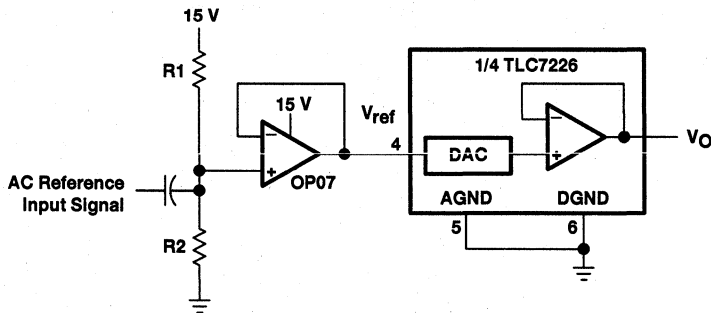 15 V
R1
15 V
−
+
OP07
AC Reference
Input Signal
R2
Vref
4
1/4 TLC7226
DAC
−
+
VO
AGND
DGND
5
6